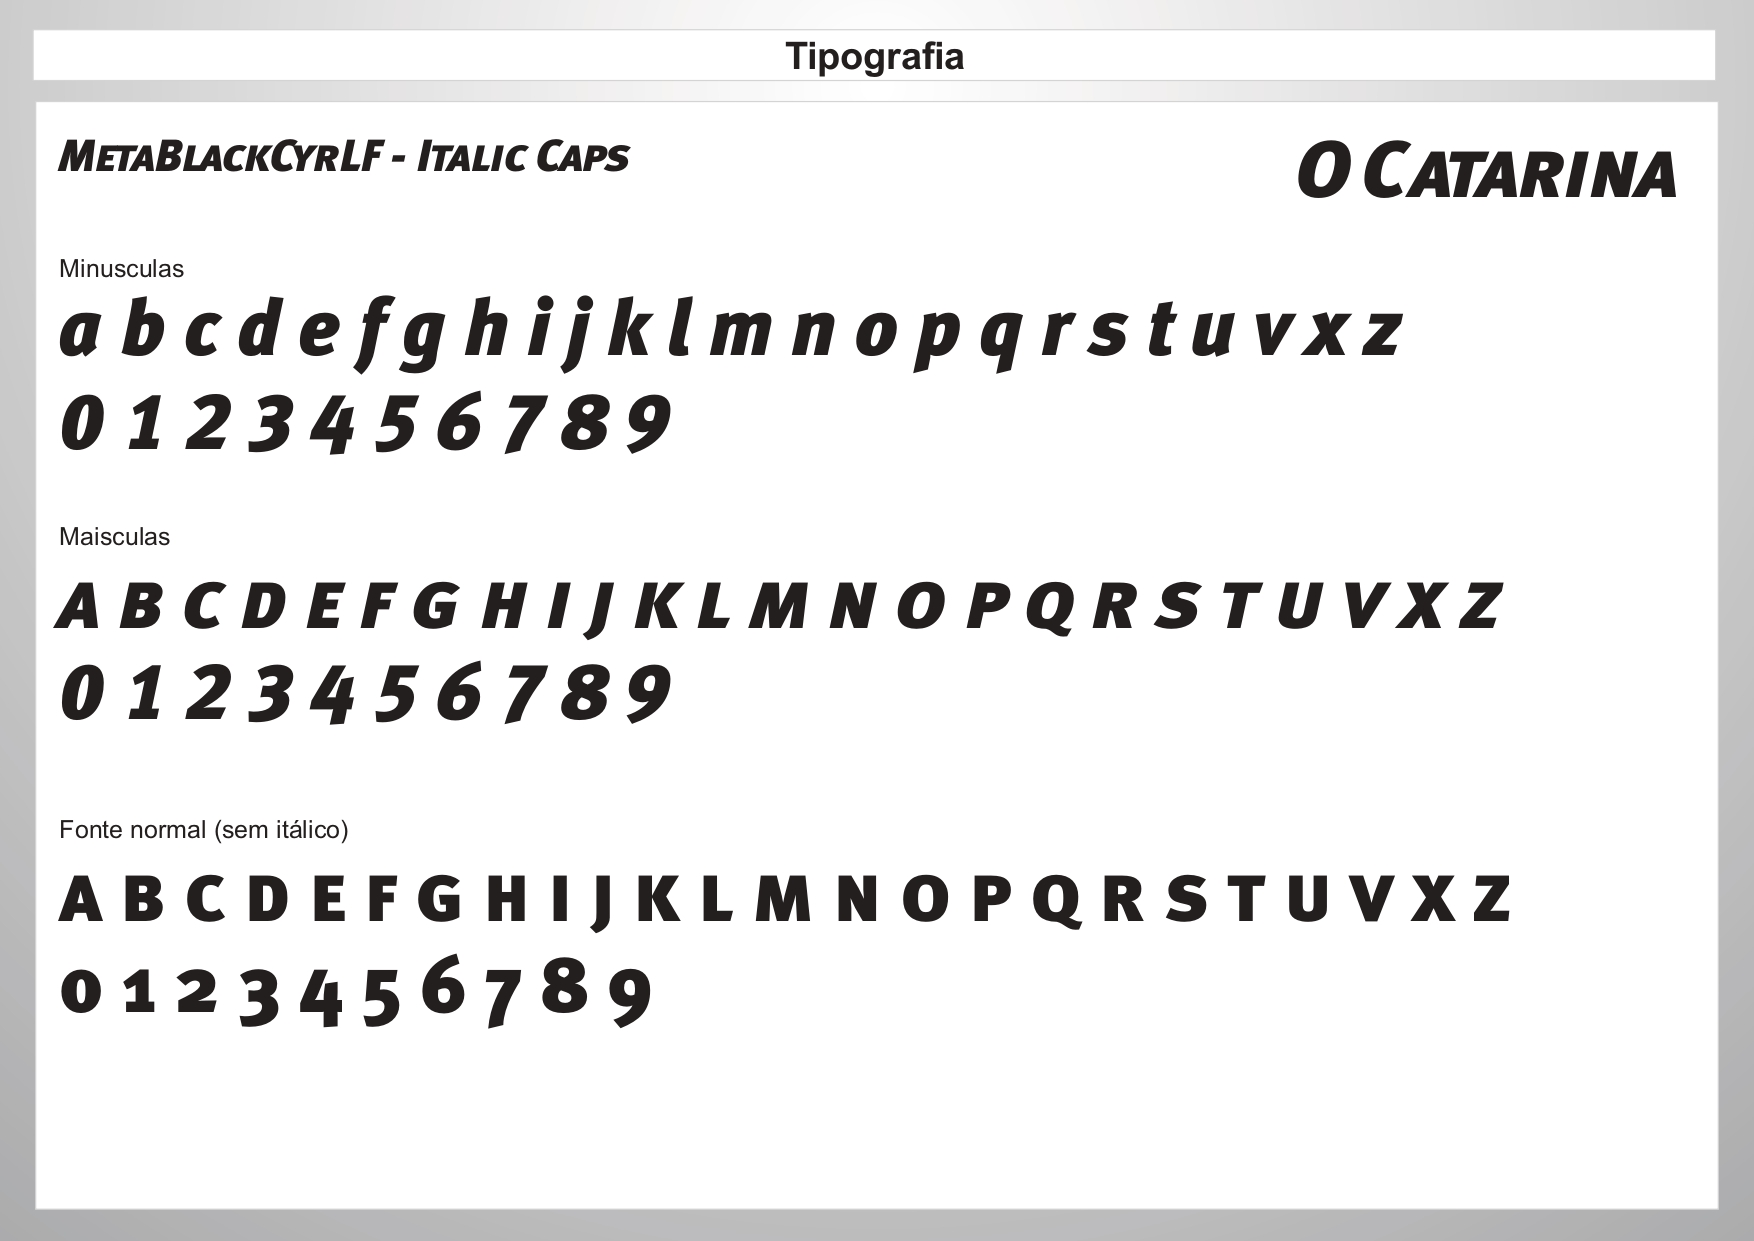 Tipografia
MetaBlackCyrLF - Italic Caps
O Catarina
Minusculas
a b c d e f g h i j k l m n o p q r s t u v x z
0 1 2 3 4 5 6 7 8 9
Maisculas
A B C D E F G H I J K L M N O P Q R S T U V X Z
0 1 2 3 4 5 6 7 8 9
Fonte normal (sem itálico)
A B C D E F G H I J K L M N O P Q R S T U V X Z
0 1 2 3 4 5 6 7 8 9